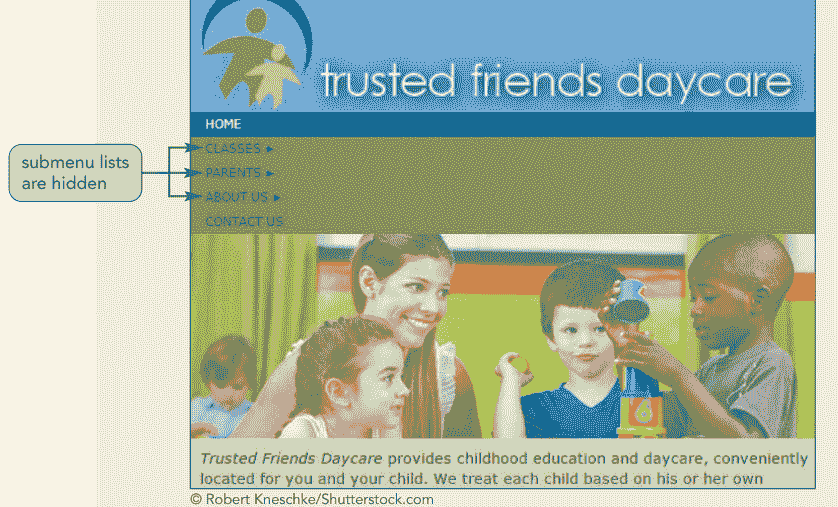 trusted friends daycare
HOME
submenu lists
are hidden
CLASSES ▸
PARENTS ▸
ABOUT US ▸
CONTACT US
6
Trusted Friends Daycare provides childhood education and daycare, conveniently
located for you and your child. We treat each child based on his or her own
© Robert Kneschke/Shutterstock.com